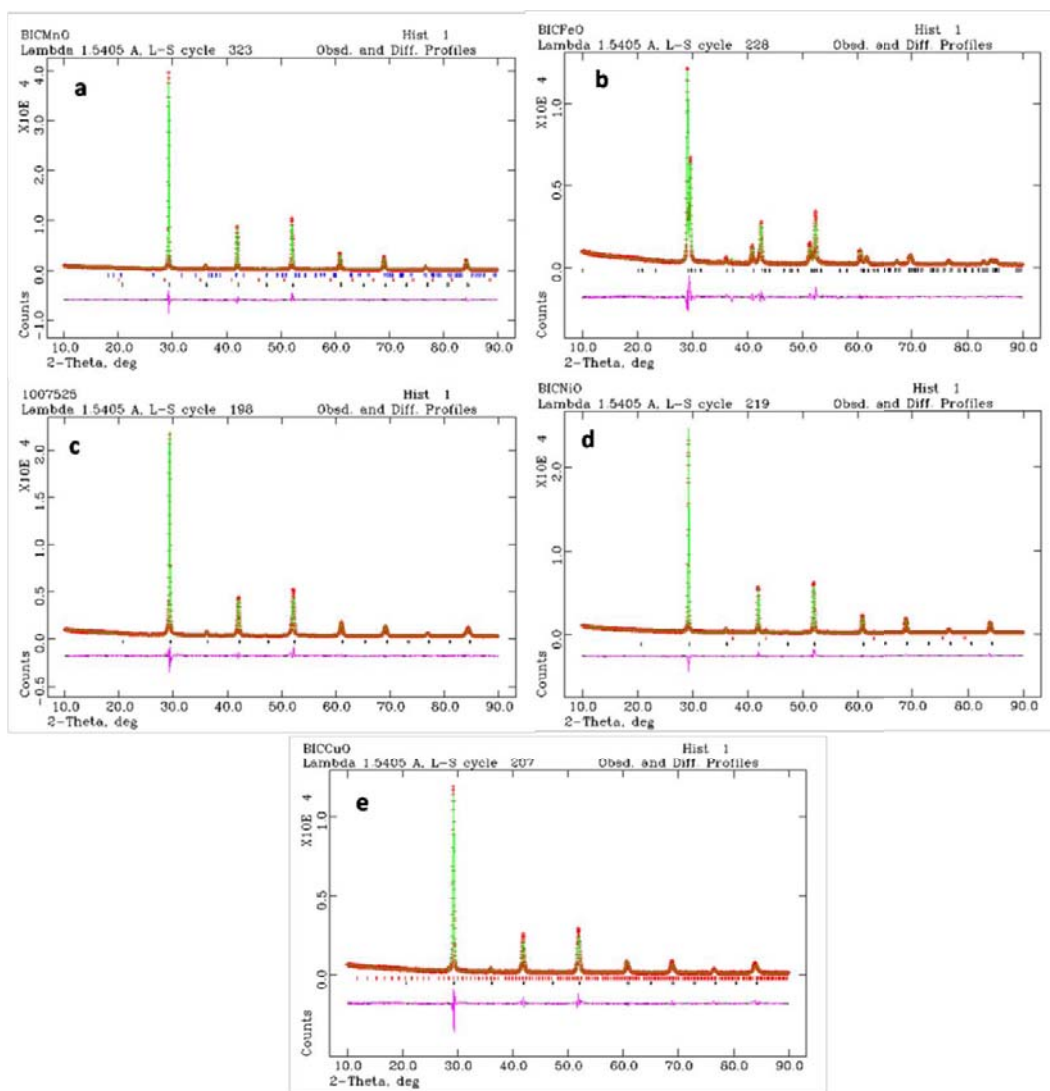 BICMnO Hist 1
Lambda 1.5405 A, L-S cycle 323 Obsd. and Diff. Profiles
a
X10E 4
Counts
4.0
3.0
2.0
1.0
0.0
-1.0
10.0 20.0 30.0 40.0 50.0 60.0 70.0 80.0 90.0
2-Theta, deg
BICFeO Hist 1
Lambda 1.5405 A, L-S cycle 228 Obsd. and Diff. Profiles
b
X10E 4
Counts
1.0
0.5
0.0
10.0 20.0 30.0 40.0 50.0 60.0 70.0 80.0 90.0
2-Theta, deg
1007525 Hist 1
Lambda 1.5405 A, L-S cycle 198 Obsd. and Diff. Profiles
c
X10E 4
Counts
2.0
1.5
1.0
0.5
0.0
-0.5
10.0 20.0 30.0 40.0 50.0 60.0 70.0 80.0 90.0
2-Theta, deg
BICNiO Hist 1
Lambda 1.5405 A, L-S cycle 219 Obsd. and Diff. Profiles
d
X10E 4
Counts
2.0
1.0
0.0
10.0 20.0 30.0 40.0 50.0 60.0 70.0 80.0 90.0
2-Theta, deg
BICCuO Hist 1
Lambda 1.5405 A, L-S cycle 207 Obsd. and Diff. Profiles
e
X10E 4
Counts
1.0
0.5
0.0
10.0 20.0 30.0 40.0 50.0 60.0 70.0 80.0 90.0
2-Theta, deg